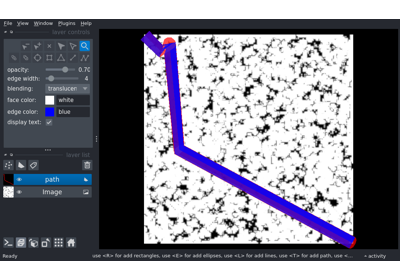 File View Window Plugins Help
layer controls
opacity: 0.70
edge width: 4
blending: translucen
face color: white
edge color: blue
display text:
layer list
path
Image
Ready
use <R> for add rectangles, use <E> for add ellipses, use <L> for add lines, use <T> for add path, use <...
activity